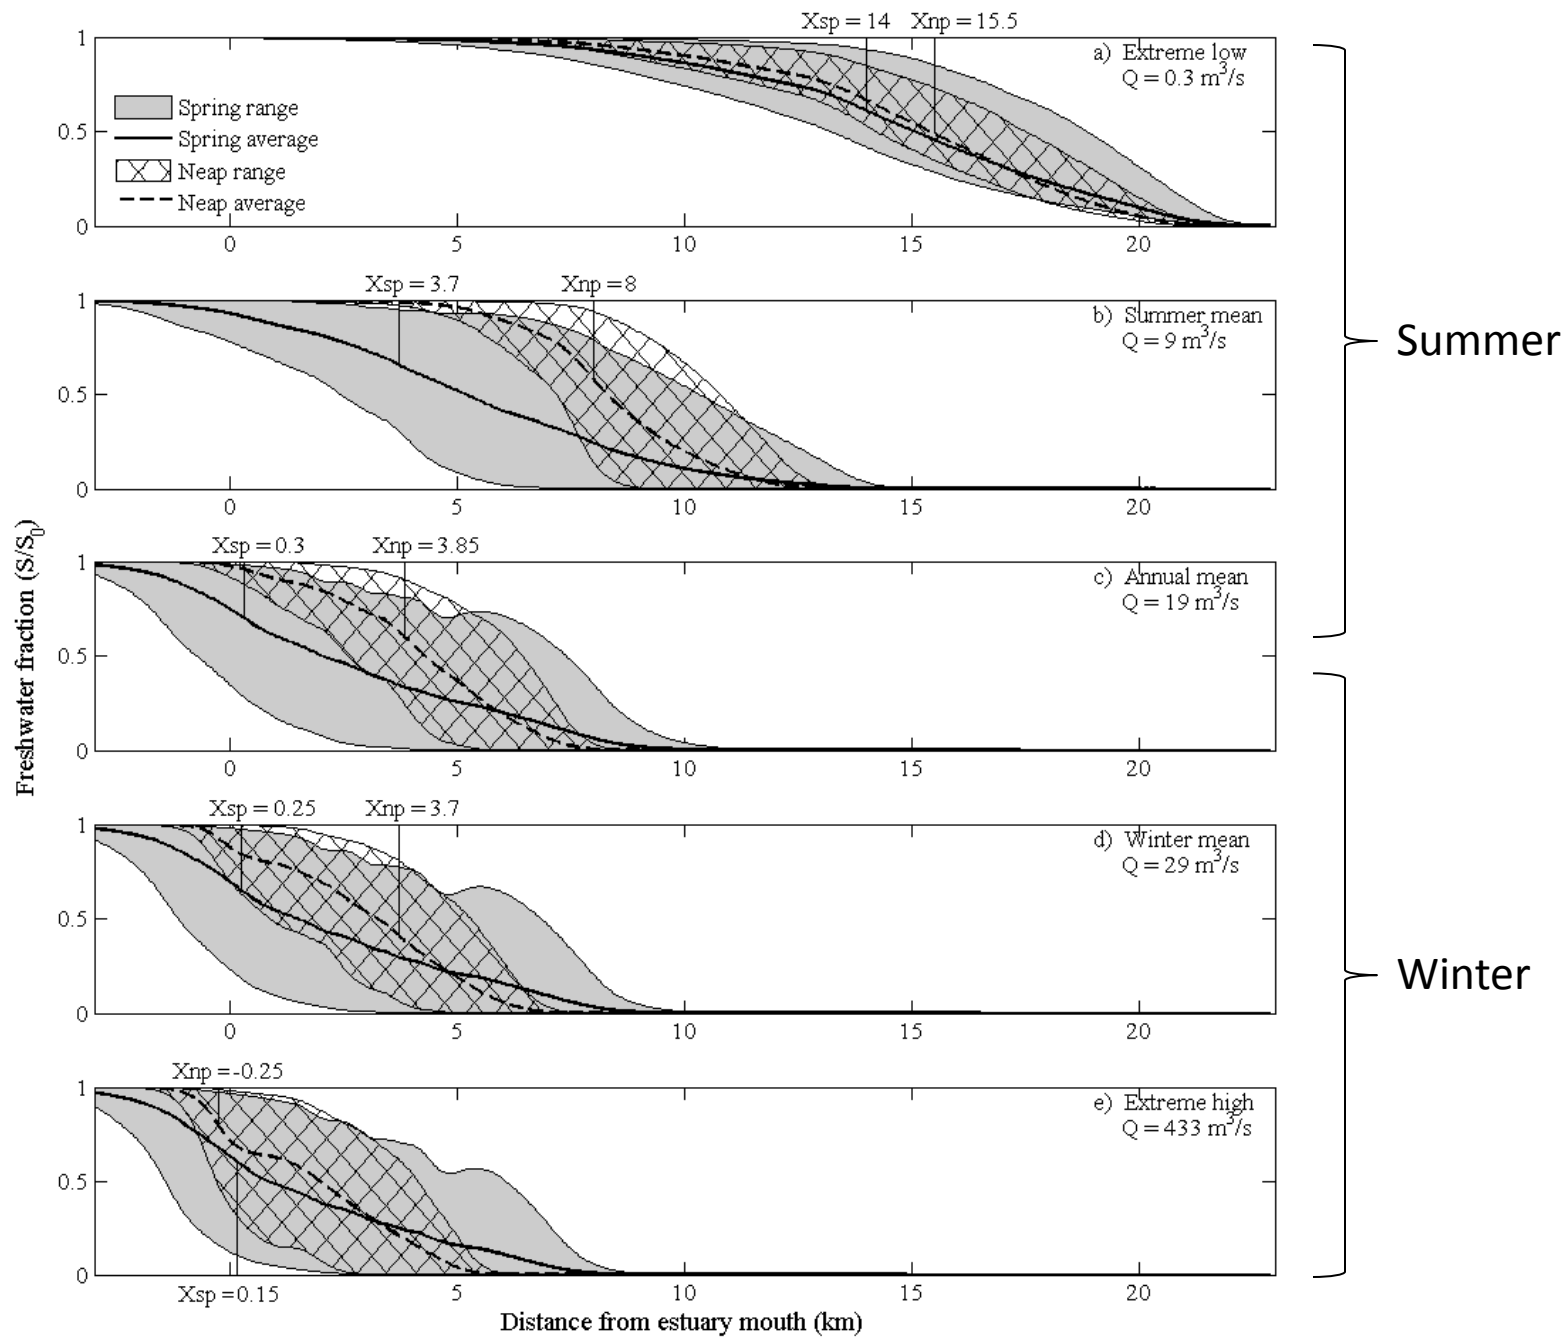 Xsp = 14 Xnp = 15.5
a) Extreme low
Q = 0.3 m³/s
Spring range
Spring average
Neap range
Neap average
1
0.5
0
0 5 10 15 20
Xsp = 3.7 Xnp = 8
b) Summer mean
Q = 9 m³/s
1
0.5
0
0 5 10 15 20
Summer
Xsp = 0.3 Xnp = 3.85
c) Annual mean
Q = 19 m³/s
1
0.5
0
0 5 10 15 20
Freshwater fraction (S/S₀)
Xsp = 0.25 Xnp = 3.7
d) Winter mean
Q = 29 m³/s
1
0.5
0
0 5 10 15 20
Winter
Xnp = -0.25
e) Extreme high
Q = 433 m³/s
1
0.5
0
Xsp = 0.15 5 10 15 20
Distance from estuary mouth (km)